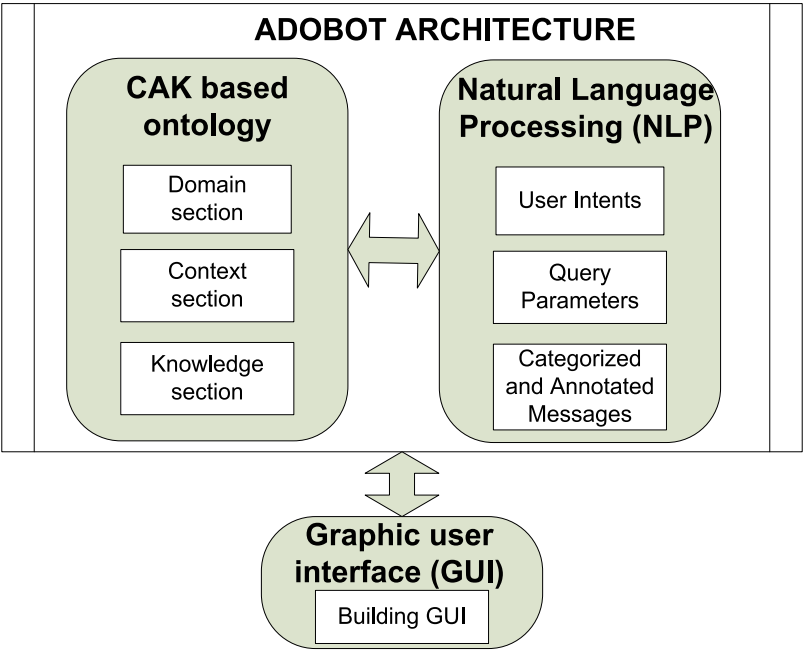 ADOBOT ARCHITECTURE
CAK based
ontology
Domain
section
Context
section
Knowledge
section
Natural Language
Processing (NLP)
User Intents
Query
Parameters
Categorized
and Annotated
Messages
Graphic user
interface (GUI)
Building GUI